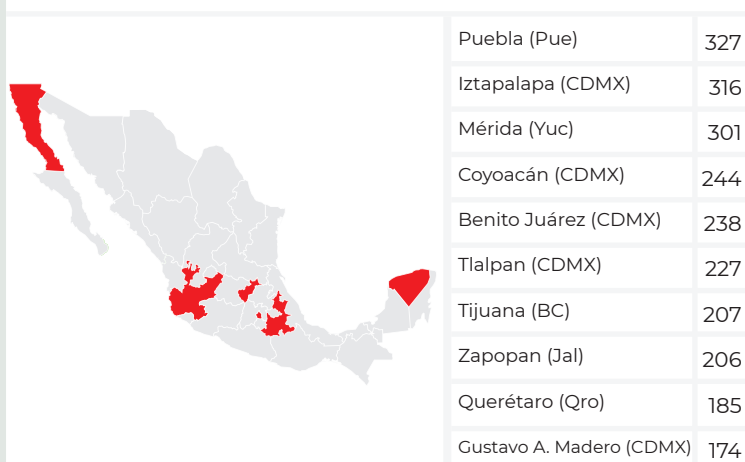 Puebla (Pue) 327
Iztapalapa (CDMX) 316
Mérida (Yuc) 301
Coyoacán (CDMX) 244
Benito Juárez (CDMX) 238
Tlalpan (CDMX) 227
Tijuana (BC) 207
Zapopan (Jal) 206
Querétaro (Qro) 185
Gustavo A. Madero (CDMX) 174